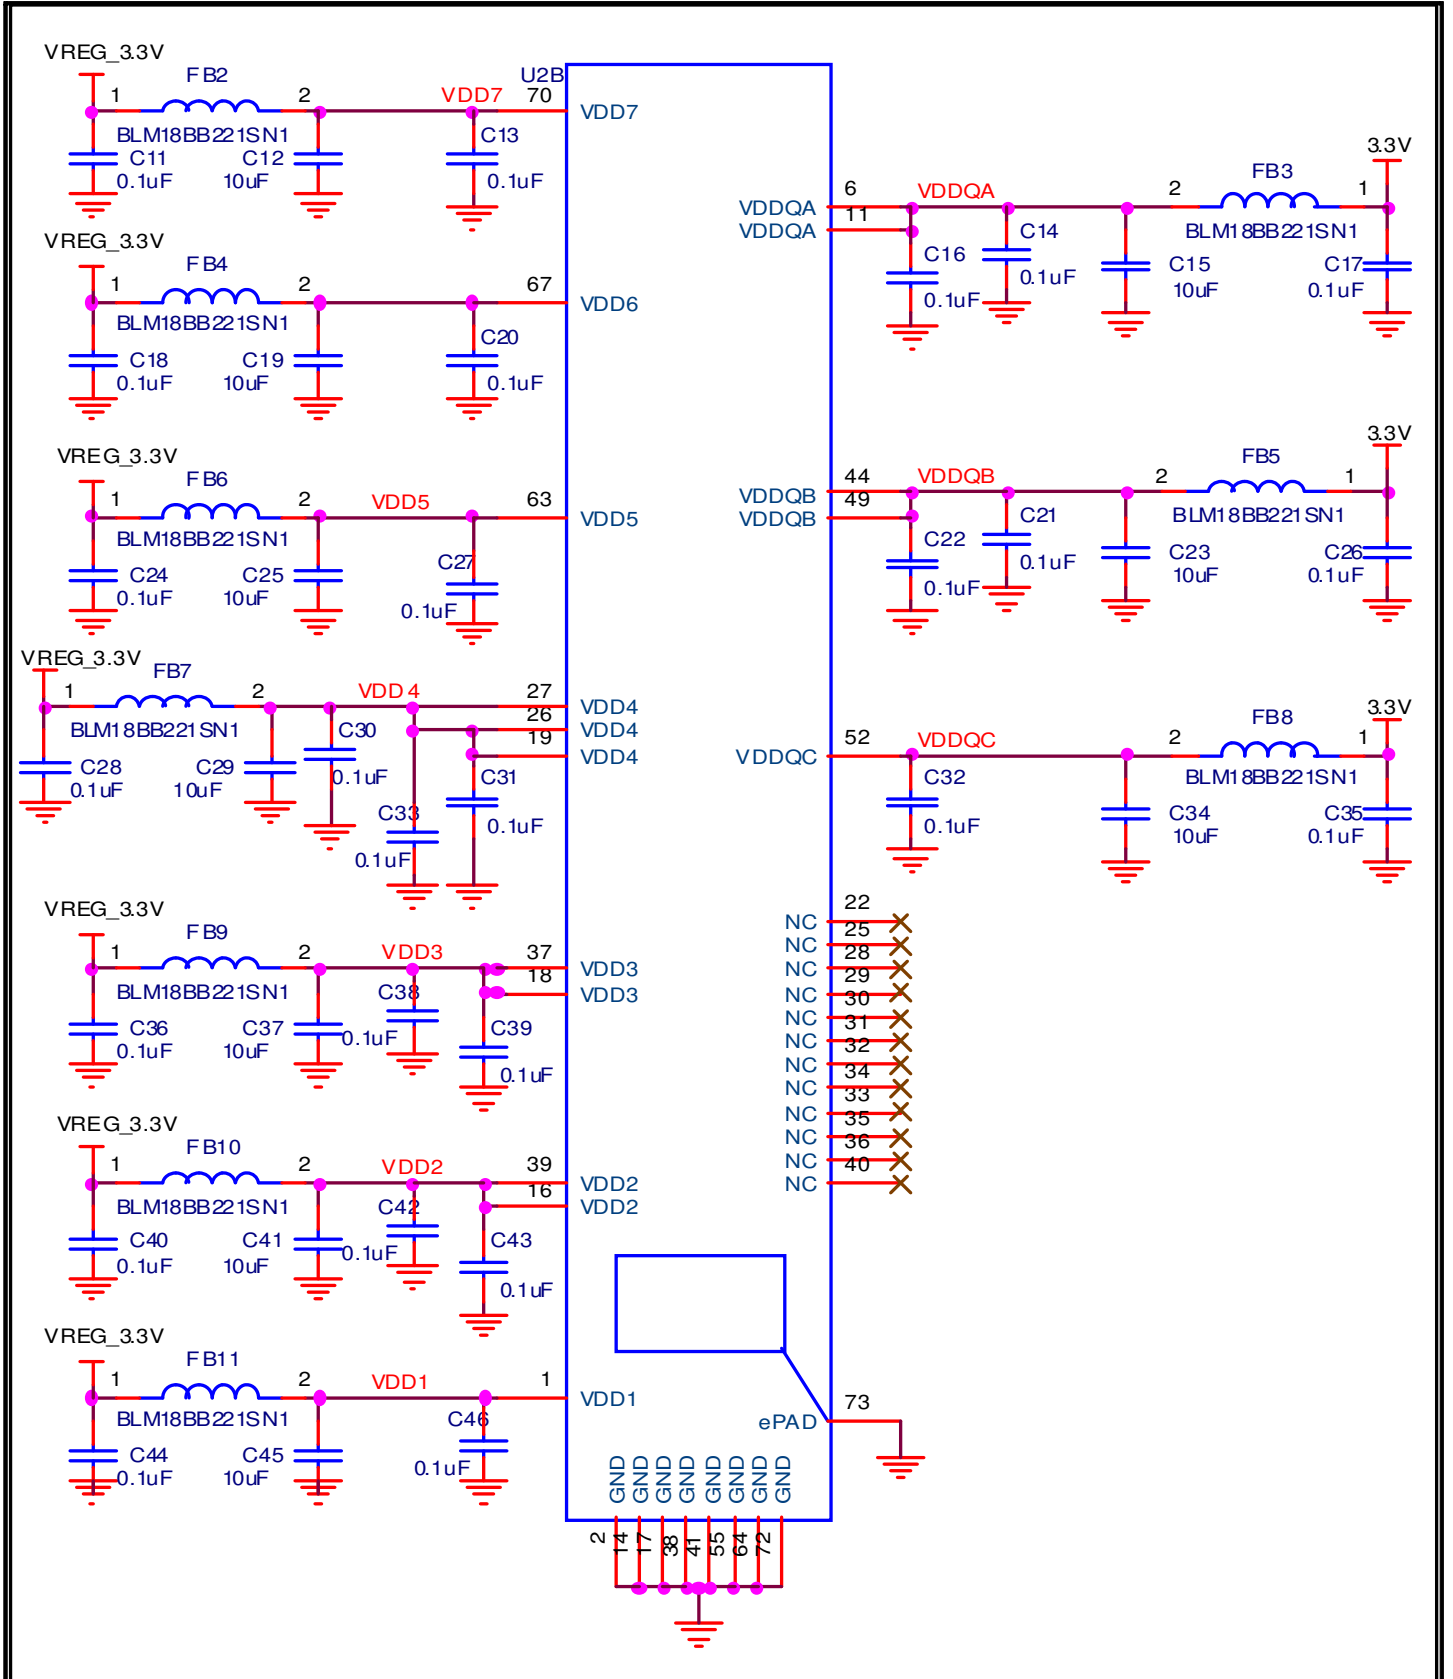 VREG_3.3V
FB2
1
2
VDD7
U2B
70
VDD7
BLM18BB221SN1
C11
0.1uF
C12
10uF
C13
0.1uF
VREG_3.3V
FB4
1
2
67
VDD6
BLM18BB221SN1
C18
0.1uF
C19
10uF
C20
0.1uF
VREG_3.3V
FB6
1
2
VDD5
63
VDD5
BLM18BB221SN1
C24
0.1uF
C25
10uF
C27
0.1uF
VREG_3.3V
FB7
1
2
VDD4
27
VDD4
26
VDD4
19
VDD4
BLM18BB221SN1
C28
0.1uF
C29
10uF
C30
0.1uF
C33
0.1uF
C31
0.1uF
VREG_3.3V
FB9
1
2
VDD3
37
VDD3
18
VDD3
BLM18BB221SN1
C36
0.1uF
C37
10uF
C38
0.1uF
C39
0.1uF
VREG_3.3V
FB10
1
2
VDD2
39
VDD2
16
VDD2
BLM18BB221SN1
C40
0.1uF
C41
10uF
C42
0.1uF
C43
0.1uF
VREG_3.3V
FB11
1
2
VDD1
1
VDD1
BLM18BB221SN1
C44
0.1uF
C45
10uF
C46
0.1uF
3.3V
FB3
6
VDDQA
2
1
VDDQA
11
VDDQA
BLM18BB221SN1
C16
0.1uF
C14
0.1uF
C15
10uF
C17
0.1uF
3.3V
FB5
44
VDDQB
2
1
VDDQB
49
VDDQB
BLM18BB221SN1
C22
0.1uF
C21
0.1uF
C23
10uF
C26
0.1uF
3.3V
FB8
52
VDDQC
2
1
VDDQC
BLM18BB221SN1
C32
0.1uF
C34
10uF
C35
0.1uF
22
NC
25
NC
28
NC
29
NC
30
NC
31
NC
32
NC
34
NC
33
NC
35
NC
36
NC
40
NC
73
ePAD
GND GND GND GND GND GND GND GND
2 14 17 38 41 55 64 72